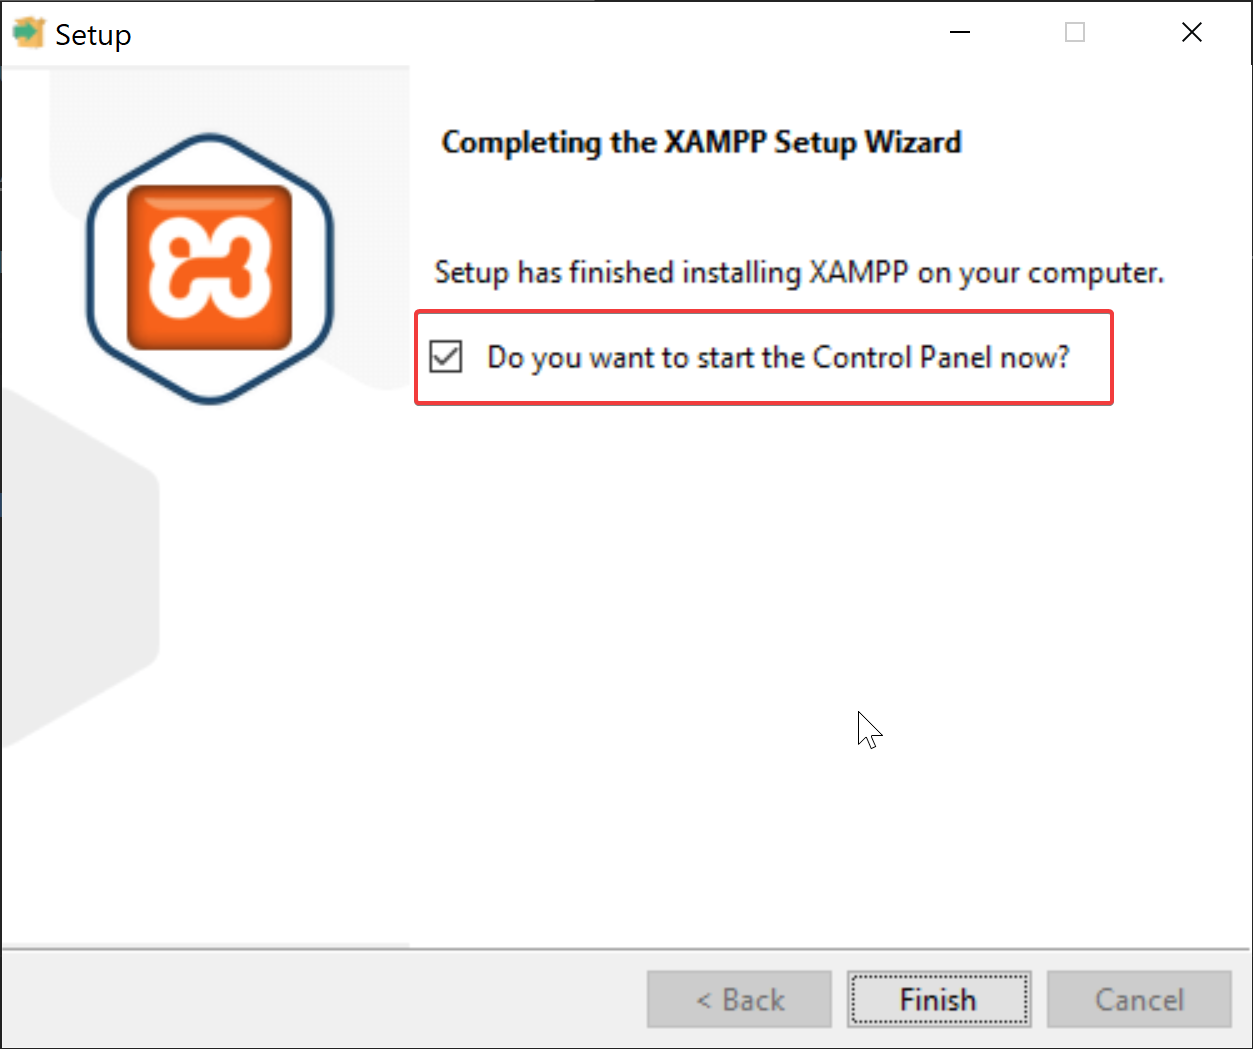 Setup
Completing the XAMPP Setup Wizard
Setup has finished installing XAMPP on your computer.
Do you want to start the Control Panel now?
< Back
Finish
Cancel